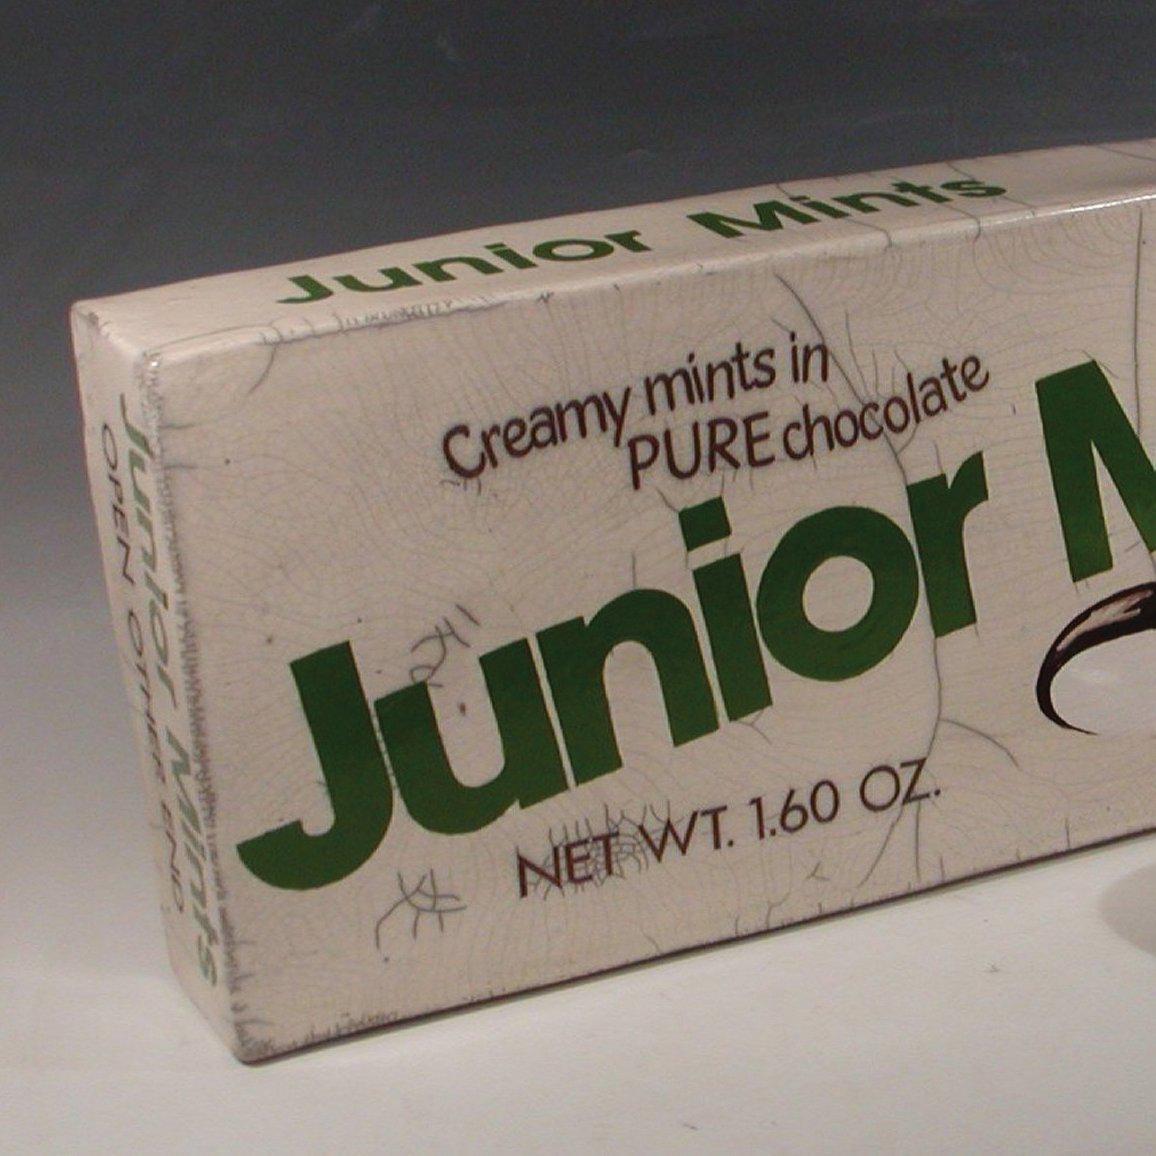 Junior Mints
Creamy mints in
PURE chocolate
Junior M
NET WT. 1.60 OZ.
Junior Mints
OPEN OTHER END